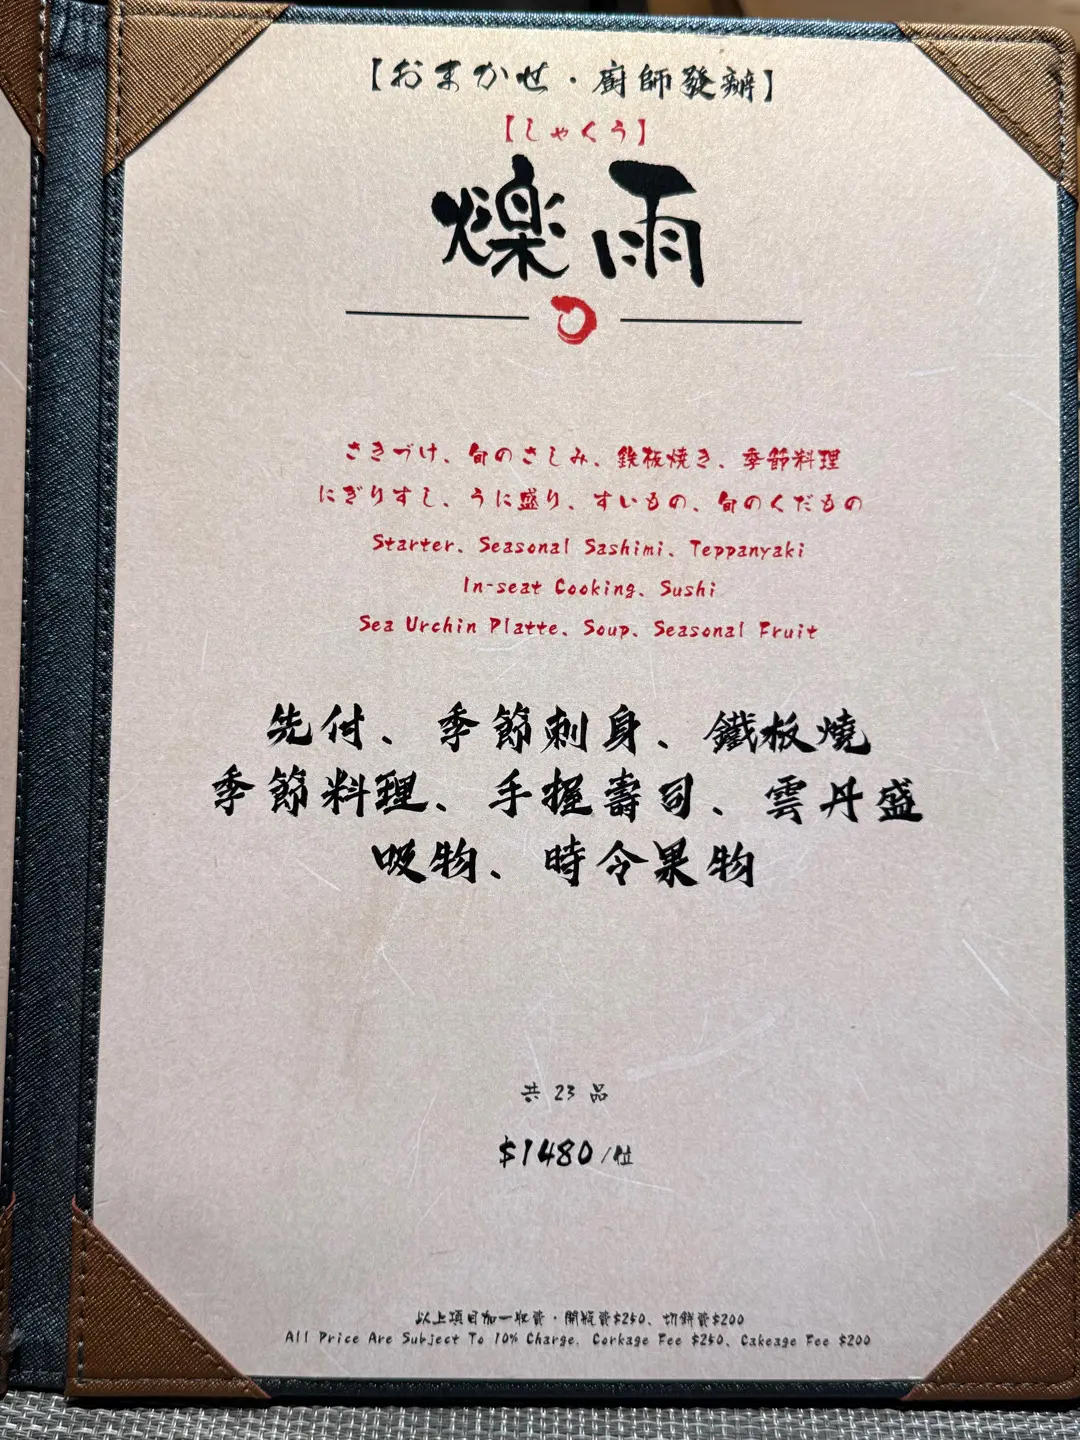 【おまかせ・廚師發辦】
【しゃくう】
爍雨
さきづけ、旬のさしみ、鉄板焼き、季節料理
にぎりすし、うに盛り、すいもの、旬のくだもの
Starter、Seasonal Sashimi、Teppanyaki
In-seat Cooking、Sushi
Sea Urchin Platte、Soup、Seasonal Fruit
先付、季節刺身、鐵板燒
季節料理、手握壽司、雲丹盛
吸物、時令果物
共 23 品
$1480/位
以上項目加一收費・開瓶費$250、切餅費$200
All Price Are Subject To 10% Charge, Corkage Fee $250、Cakeage Fee $200